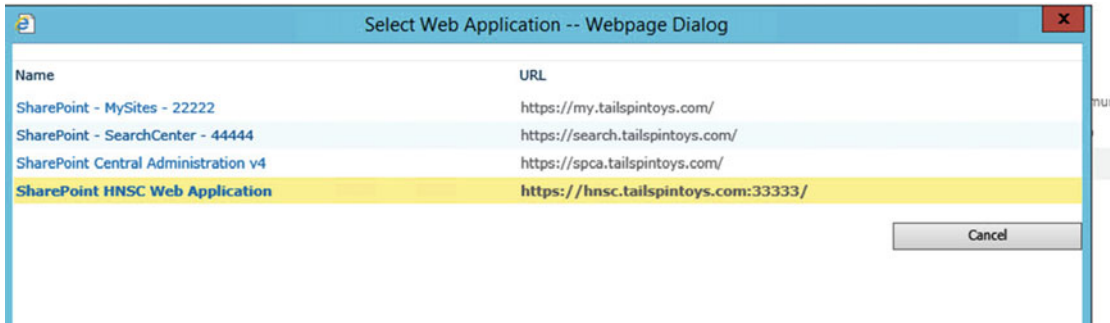 Select Web Application -- Webpage Dialog
x
Name URL
SharePoint - MySites - 22222 https://my.tailspintoys.com/
SharePoint - SearchCenter - 44444 https://search.tailspintoys.com/
SharePoint Central Administration v4 https://spca.tailspintoys.com/
SharePoint HNSC Web Application https://hnsc.tailspintoys.com:33333/
Cancel